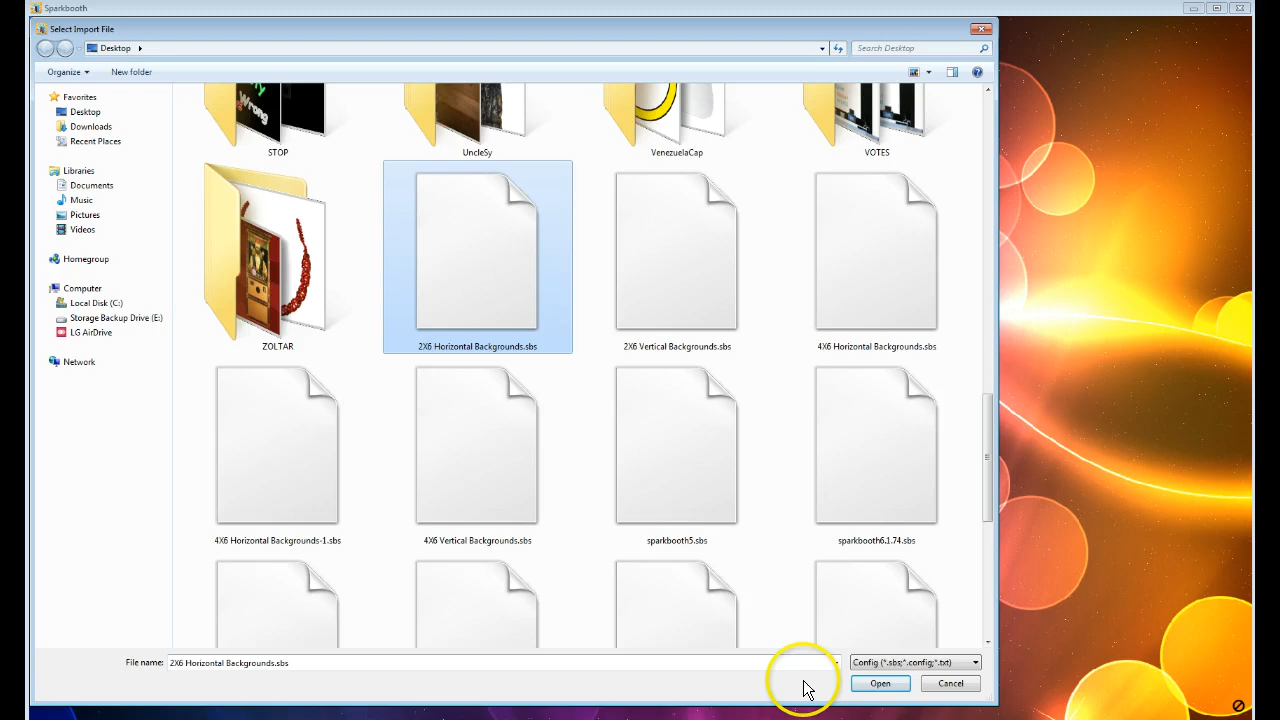 Sparkbooth
Select Import File
Desktop
Search Desktop
Organize
New folder
Favorites
Desktop
Downloads
Recent Places
Libraries
Documents
Music
Pictures
Videos
Homegroup
Computer
Local Disk (C:)
Storage Backup Drive (E:)
LG AirDrive
Network
Wrong
STOP
UncleSy
VenezuelaCap
VOTES
ZOLTAR
2X6 Horizontal Backgrounds.sbs
2X6 Vertical Backgrounds.sbs
4X6 Horizontal Backgrounds.sbs
4X6 Horizontal Backgrounds-1.sbs
4X6 Vertical Backgrounds.sbs
sparkbooth5.sbs
sparkbooth6.1.74.sbs
File name:
2X6 Horizontal Backgrounds.sbs
Config (*.sbs;*.config;*.txt)
Open
Cancel